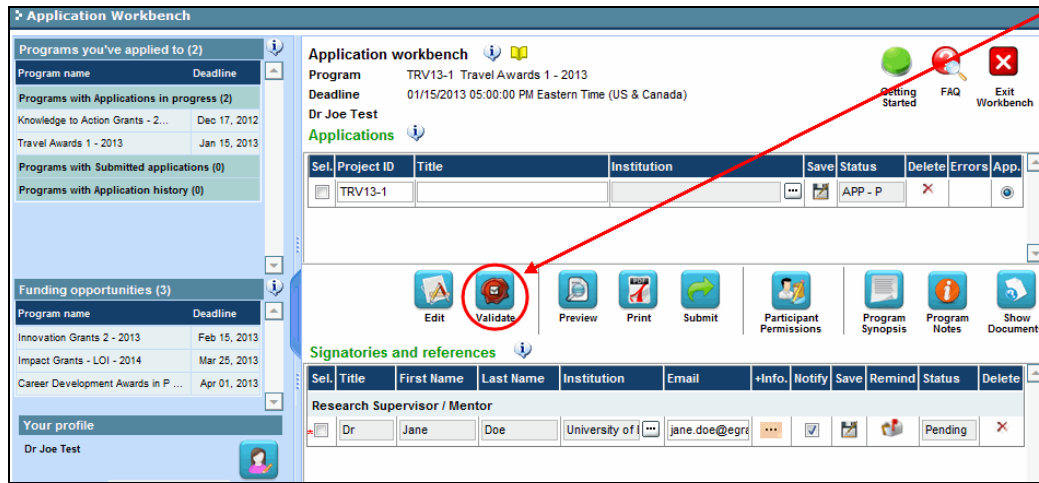 Application Workbench
Programs you've applied to (2)
Program name Deadline
Programs with Applications in progress (2)
Knowledge to Action Grants - 2... Dec 17, 2012
Travel Awards 1 - 2013 Jan 15, 2013
Programs with Submitted applications (0)
Programs with Application history (0)
Funding opportunities (3)
Program name Deadline
Innovation Grants 2 - 2013 Feb 15, 2013
Impact Grants - LOI - 2014 Mar 25, 2013
Career Development Awards in P ... Apr 01, 2013
Your profile
Dr Joe Test
Application workbench
Program TRV13-1 Travel Awards 1 - 2013
Deadline 01/15/2013 05:00:00 PM Eastern Time (US & Canada)
Dr Joe Test
Getting Started
FAQ
Exit Workbench
Applications
Sel. Project ID Title Institution Save Status Delete Errors App.
TRV13-1 ... APP - P
Edit Validate Preview Print Submit Participant Permissions Program Synopsis Program Notes Show Document
Signatories and references
Sel. Title First Name Last Name Institution Email +Info. Notify Save Remind Status Delete
Research Supervisor / Mentor
Dr Jane Doe University of ... jane.doe@egra ... Pending